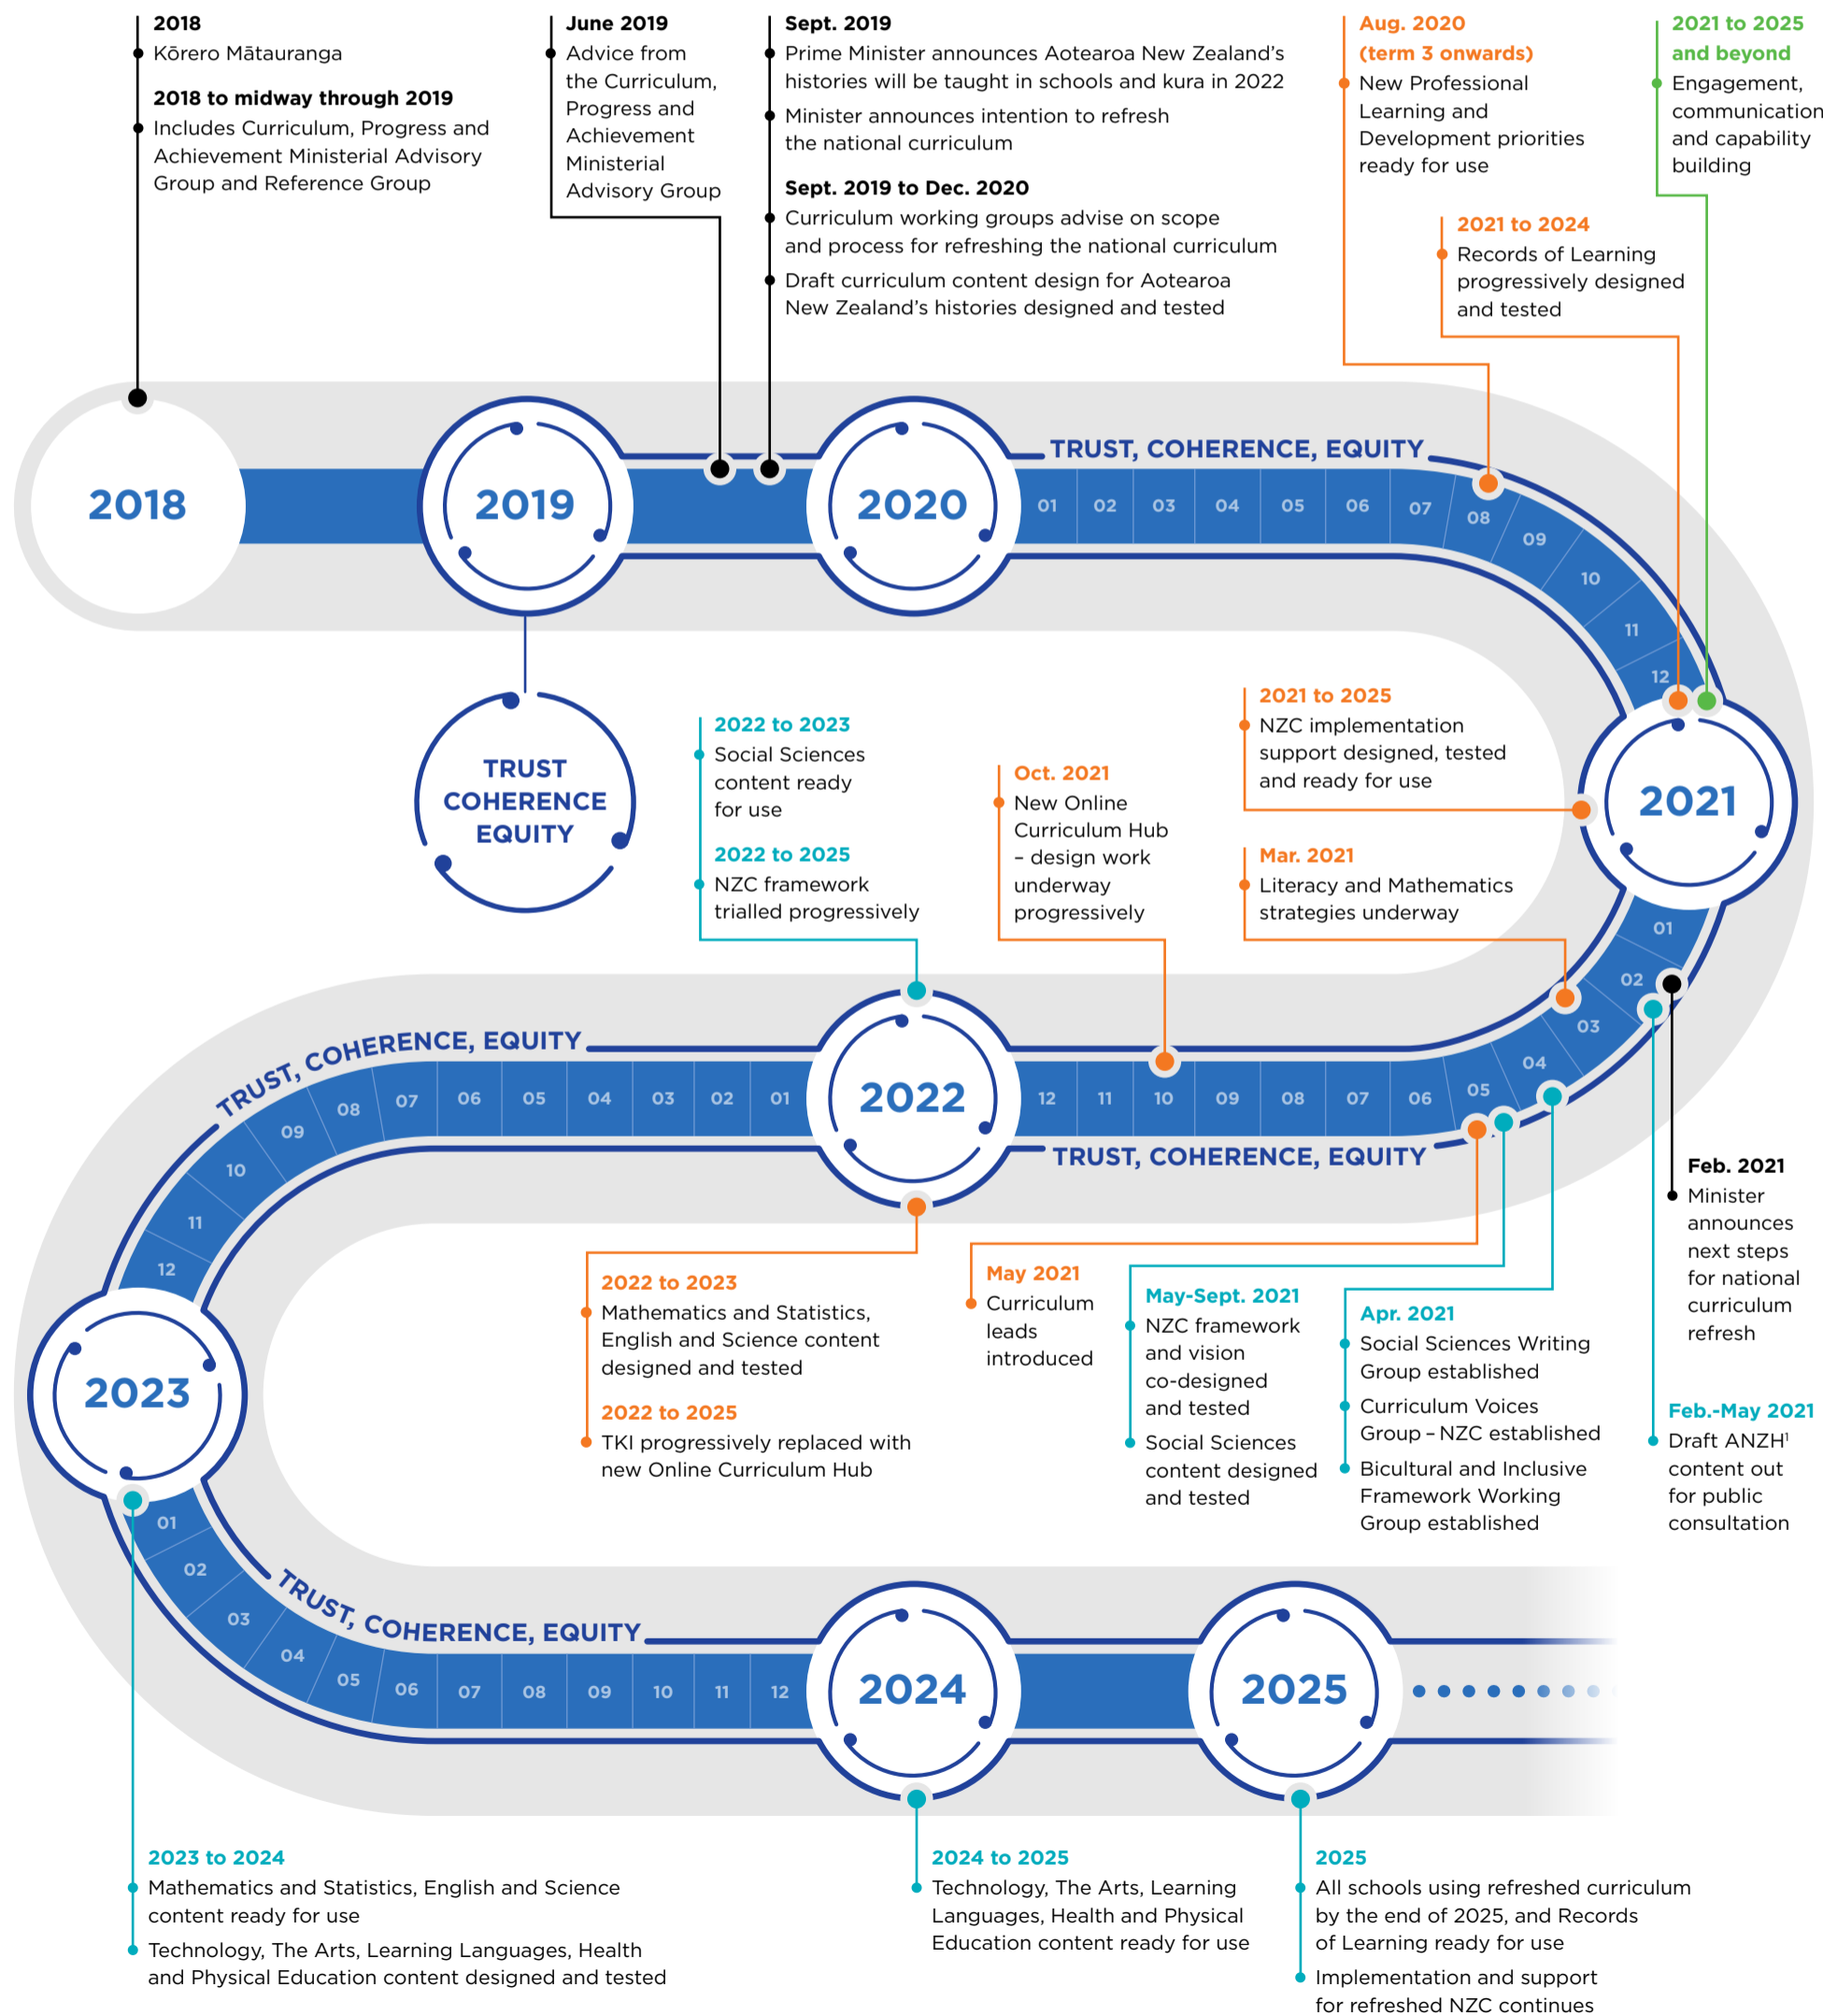 2018
Kōrero Mātauranga
2018 to midway through 2019
Includes Curriculum, Progress and
Achievement Ministerial Advisory
Group and Reference Group
June 2019
Advice from
the Curriculum,
Progress and
Achievement
Ministerial
Advisory Group
Sept. 2019
Prime Minister announces Aotearoa New Zealand's
histories will be taught in schools and kura in 2022
Minister announces intention to refresh
the national curriculum
Sept. 2019 to Dec. 2020
Curriculum working groups advise on scope
and process for refreshing the national curriculum
Draft curriculum content design for Aotearoa
New Zealand's histories designed and tested
Aug. 2020
(term 3 onwards)
New Professional
Learning and
Development priorities
ready for use
2021 to 2025
and beyond
Engagement,
communication
and capability
building
2021 to 2024
Records of Learning
progressively designed
and tested
TRUST, COHERENCE, EQUITY
2018
2019
2020
01 02 03 04 05 06 07 08 09 10 11 12
TRUST
COHERENCE
EQUITY
2022 to 2023
Social Sciences
content ready
for use
2022 to 2025
NZC framework
trialled progressively
Oct. 2021
New Online
Curriculum Hub
– design work
underway
progressively
2021 to 2025
NZC implementation
support designed, tested
and ready for use
Mar. 2021
Literacy and Mathematics
strategies underway
2021
01 02 03 04 05 06 07 08 09 10 11 12
TRUST, COHERENCE, EQUITY
2022
TRUST, COHERENCE, EQUITY
01 02 03 04 05 06 07 08 09 10 11 12
Feb. 2021
Minister
announces
next steps
for national
curriculum
refresh
Feb.-May 2021
Draft ANZH¹
content out
for public
consultation
Apr. 2021
Social Sciences Writing
Group established
Curriculum Voices
Group – NZC established
Bicultural and Inclusive
Framework Working
Group established
May-Sept. 2021
NZC framework
and vision
co-designed
and tested
Social Sciences
content designed
and tested
May 2021
Curriculum
leads
introduced
2022 to 2023
Mathematics and Statistics,
English and Science content
designed and tested
2022 to 2025
TKI progressively replaced with
new Online Curriculum Hub
2023
01 02 03 04 05 06 07 08 09 10 11 12
TRUST, COHERENCE, EQUITY
2024
2025
2023 to 2024
Mathematics and Statistics, English and Science
content ready for use
Technology, The Arts, Learning Languages, Health
and Physical Education content designed and tested
2024 to 2025
Technology, The Arts, Learning
Languages, Health and Physical
Education content ready for use
2025
All schools using refreshed curriculum
by the end of 2025, and Records
of Learning ready for use
Implementation and support
for refreshed NZC continues